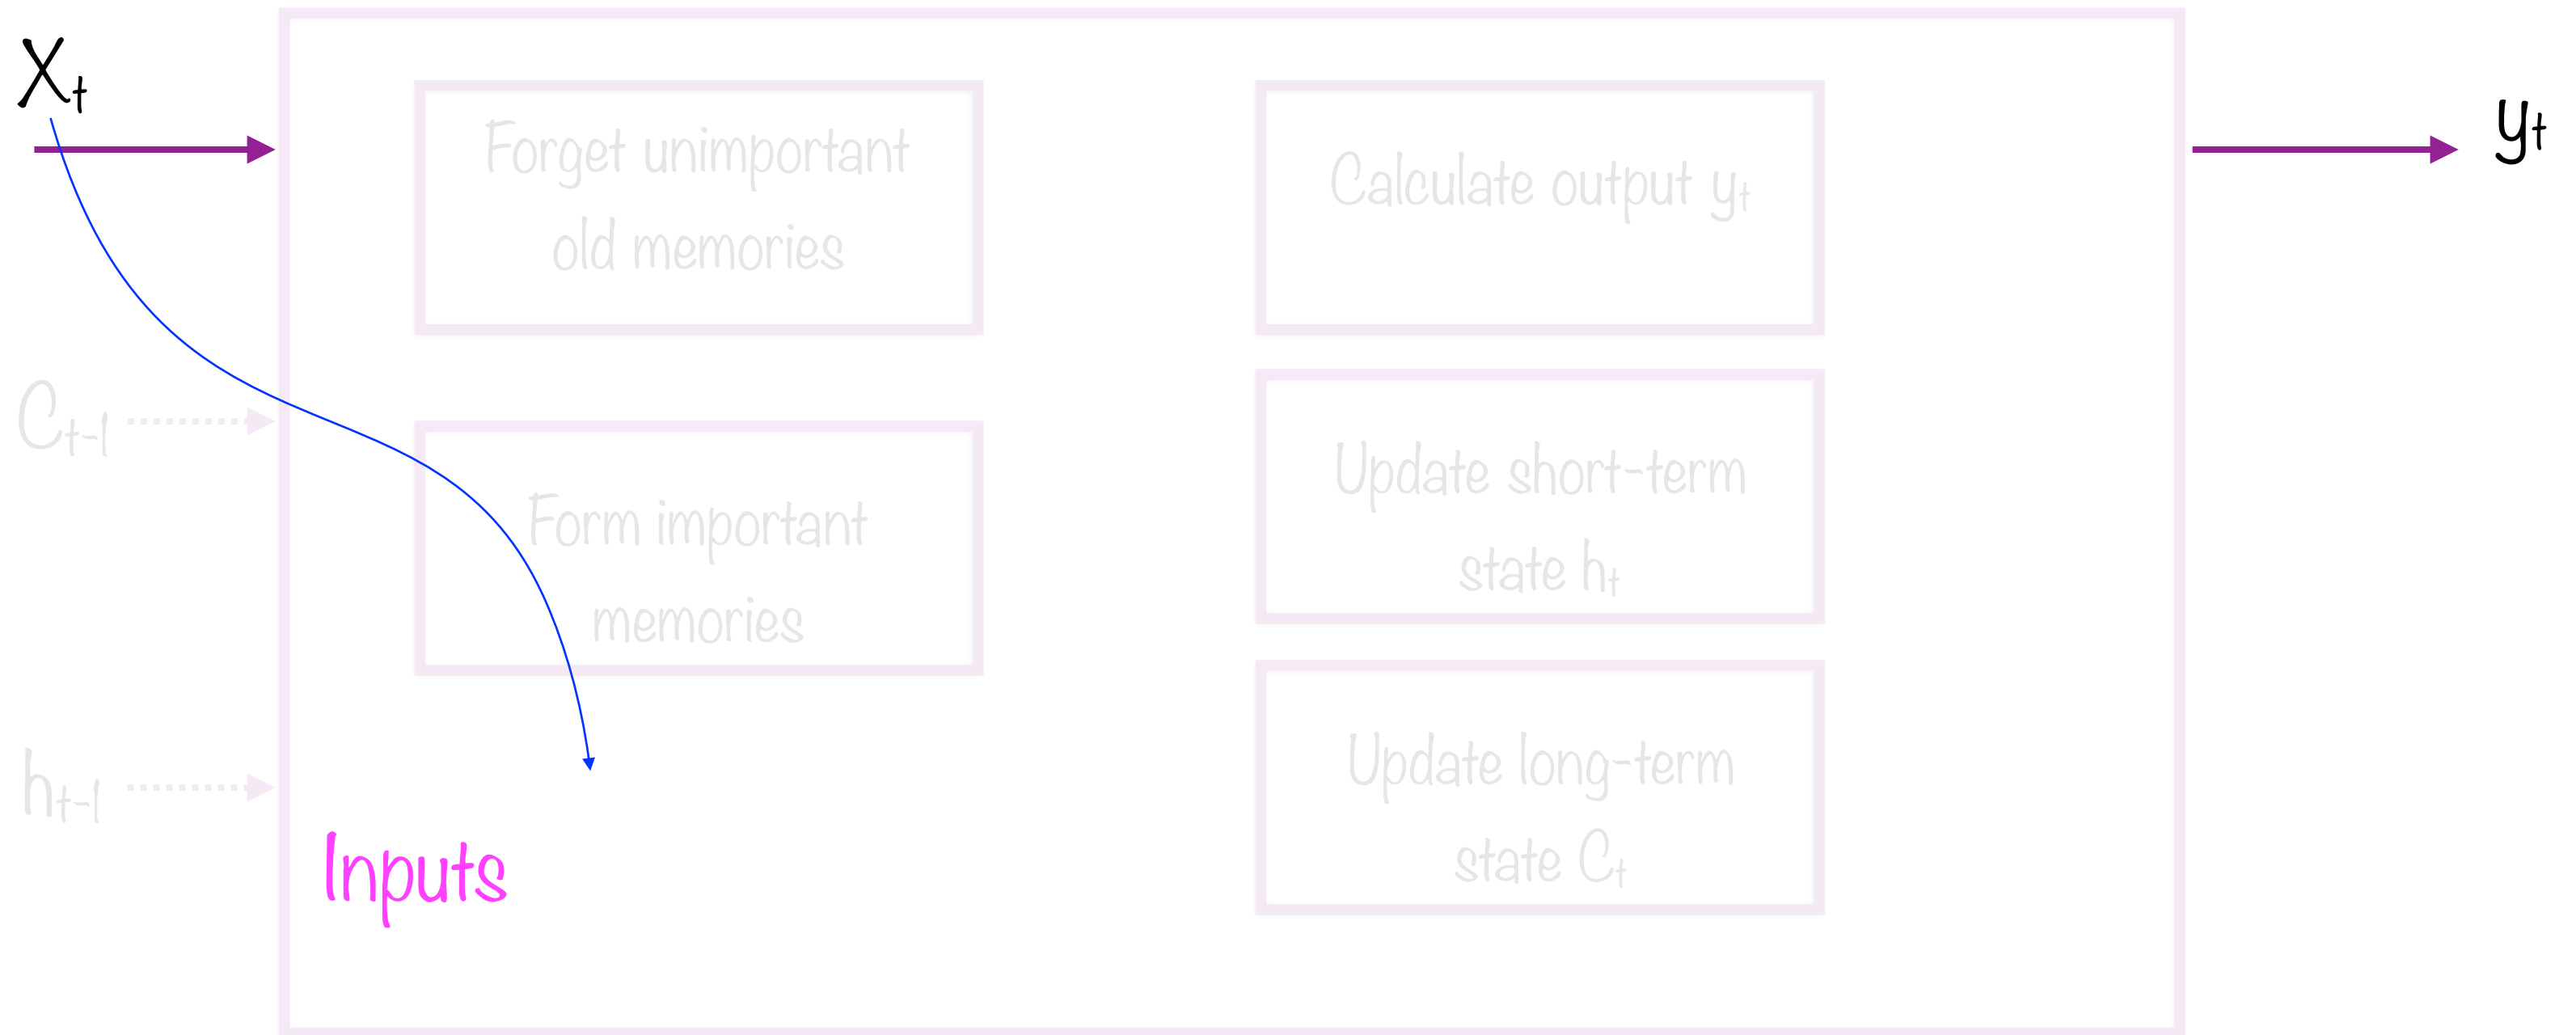 Xt
Ct-1
ht-1
Forget unimportant
old memories
Form important
memories
Inputs
Calculate output yt
Update short-term
state ht
Update long-term
state Ct
yt